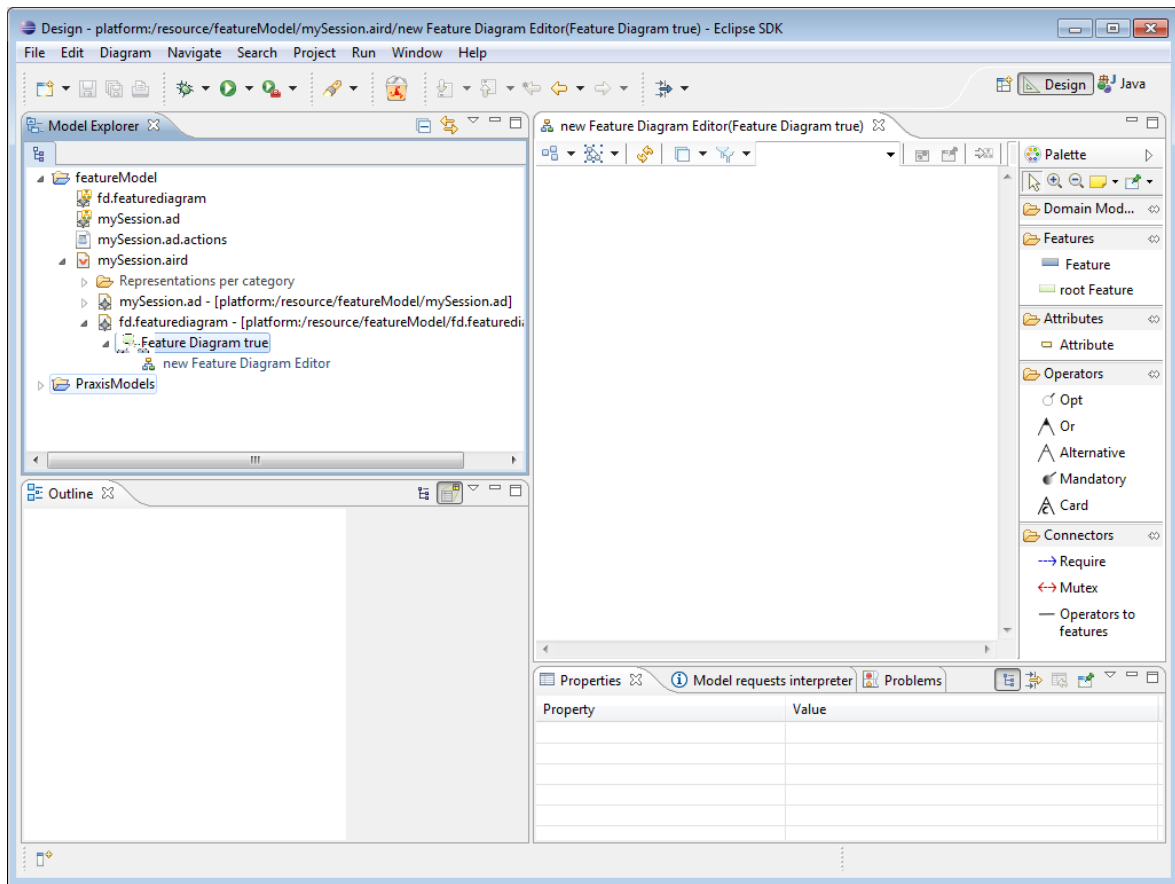 Design - platform:/resource/featureModel/mySession.aird/new Feature Diagram Editor(Feature Diagram true) - Eclipse SDK
File Edit Diagram Navigate Search Project Run Window Help
Design Java
Model Explorer
featureModel
fd.featurediagram
mySession.ad
mySession.ad.actions
mySession.aird
Representations per category
mySession.ad - [platform:/resource/featureModel/mySession.ad]
fd.featurediagram - [platform:/resource/featureModel/fd.featuredi
Feature Diagram true
new Feature Diagram Editor
PraxisModels
Outline
new Feature Diagram Editor(Feature Diagram true)
Palette
Domain Mod...
Features
Feature
root Feature
Attributes
Attribute
Operators
Opt
Or
Alternative
Mandatory
Card
Connectors
Require
Mutex
Operators to
features
Properties Model requests interpreter Problems
Property Value